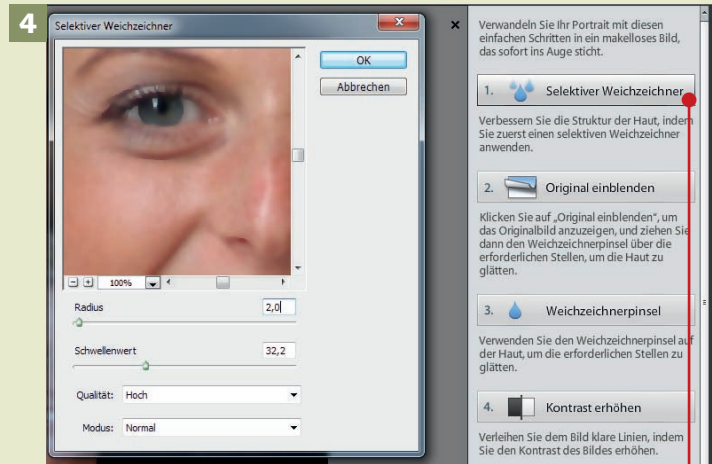 4
Selektiver Weichzeichner
OK
Abbrechen
100%
Radius
2,0
Schwellenwert
32,2
Qualität: Hoch
Modus: Normal
Verwandeln Sie Ihr Portrait mit diesen
einfachen Schritten in ein makelloses Bild,
das sofort ins Auge sticht.
1. Selektiver Weichzeichner
Verbessern Sie die Struktur der Haut, indem
Sie zuerst einen selektiven Weichzeichner
anwenden.
2. Original einblenden
Klicken Sie auf „Original einblenden“, um
das Originalbild anzuzeigen, und ziehen Sie
dann den Weichzeichnerpinsel über die
erforderlichen Stellen, um die Haut zu
glätten.
3. Weichzeichnerpinsel
Verwenden Sie den Weichzeichnerpinsel auf
der Haut, um die erforderlichen Stellen zu
glätten.
4. Kontrast erhöhen
Verleihen Sie dem Bild klare Linien, indem
Sie den Kontrast des Bildes erhöhen.